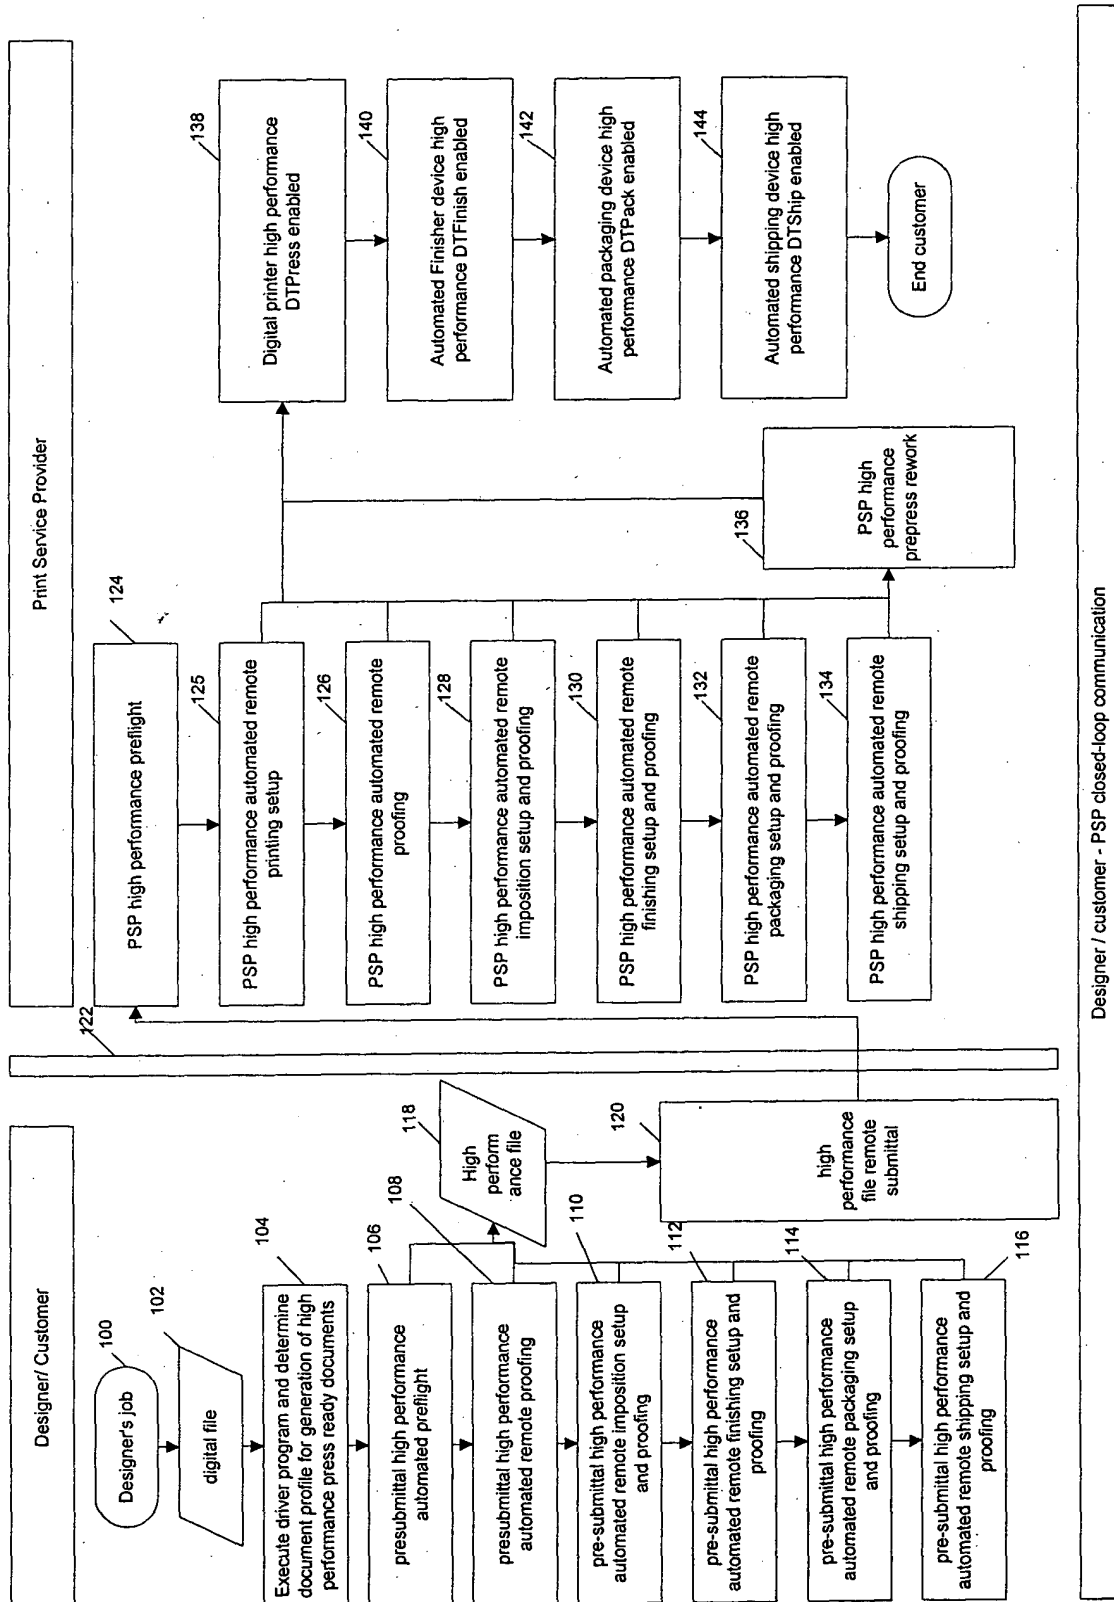 Designer/ Customer
100
Designer's job
102
digital file
104
Execute driver program and determine
document profile for generation of high
performance press ready documents
106
presubmittal high performance
automated preflight
108
presubmittal high performance
automated remote proofing
110
pre-submittal high performance
automated remote imposition setup
and proofing
112
pre-submittal high performance
automated remote finishing setup and
proofing
114
pre-submittal high performance
automated remote packaging setup
and proofing
116
pre-submittal high performance
automated remote shipping setup and
proofing
118
High
perform
ance file
120
high
performance
file remote
submittal
122
Print Service Provider
124
PSP high performance preflight
125
PSP high performance automated remote
printing setup
126
PSP high performance automated remote
proofing
128
PSP high performance automated remote
imposition setup and proofing
130
PSP high performance automated remote
finishing setup and proofing
132
PSP high performance automated remote
packaging setup and proofing
134
PSP high performance automated remote
shipping setup and proofing
136
PSP high
performance
prepress rework
138
Digital printer high performance
DTPress enabled
140
Automated Finisher device high
performance DTFinish enabled
142
Automated packaging device high
performance DTPack enabled
144
Automated shipping device high
performance DTShip enabled
End customer
Designer / customer - PSP closed-loop communication